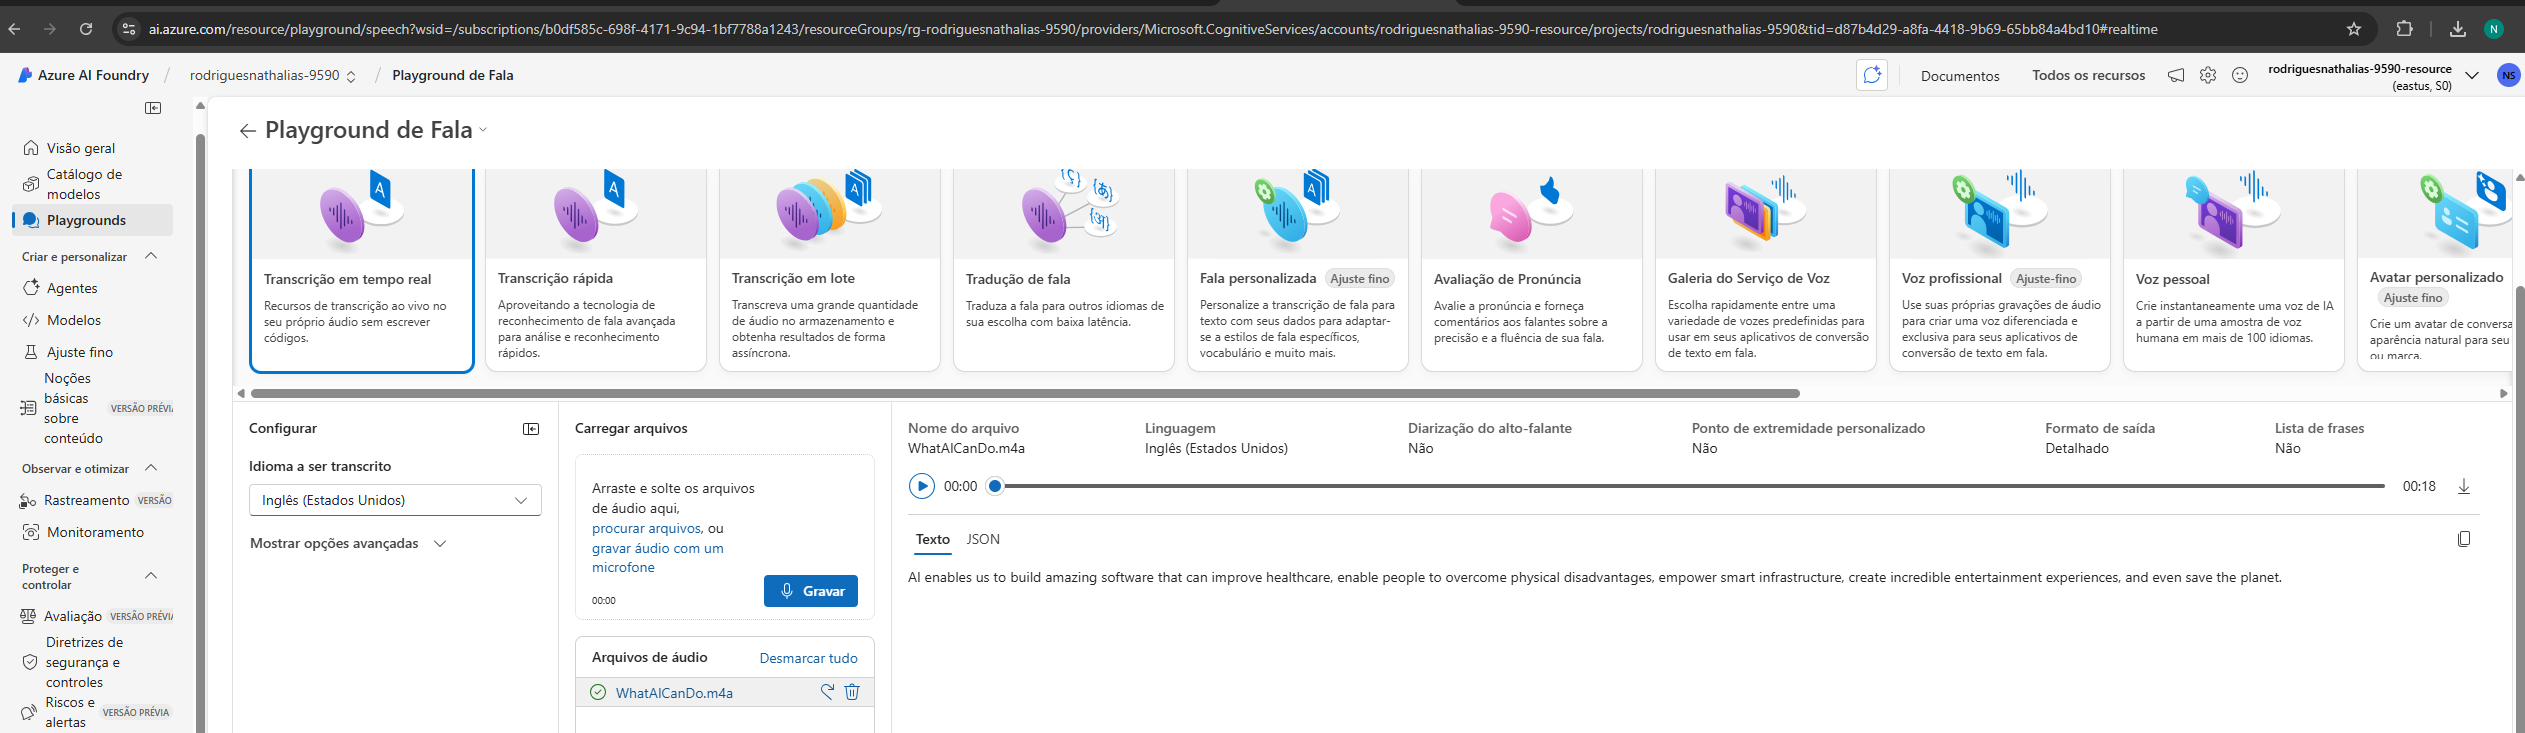 ai.azure.com/resource/playground/speech?wsid=/subscriptions/b0df585c-698f-4171-9c94-1bf7788a1243/resourceGroups/rg-rodriguesnathalias-9590/providers/Microsoft.CognitiveServices/accounts/rodriguesnathalias-9590-resource/projects/rodriguesnathalias-9590&tid=d87b4d29-a8fa-4418-9b69-65bb84a4bd10#realtime
N
Azure AI Foundry / rodriguesnathalias-9590 / Playground de Fala
Documentos
Todos os recursos
rodriguesnathalias-9590-resource
(eastus, S0)
NS
Visão geral
Catálogo de
modelos
Playgrounds
Criar e personalizar
Agentes
Modelos
Ajuste fino
Noções
básicas
sobre
conteúdo
VERSÃO PRÉVI
Observar e otimizar
Rastreamento VERSÃO
Monitoramento
Proteger e
controlar
Avaliação VERSÃO PRÉVI
Diretrizes de
segurança e
controles
Riscos e
alertas
VERSÃO PRÉVIA
Playground de Fala
Transcrição em tempo real
Recursos de transcrição ao vivo no
seu próprio áudio sem escrever
códigos.
Transcrição rápida
Aproveitando a tecnologia de
reconhecimento de fala avançada
para análise e reconhecimento
rápidos.
Transcrição em lote
Transcreva uma grande quantidade
de áudio no armazenamento e
obtenha resultados de forma
assíncrona.
Tradução de fala
Traduza a fala para outros idiomas de
sua escolha com baixa latência.
Fala personalizada Ajuste fino
Personalize a transcrição de fala para
texto com seus dados para adaptar-
se a estilos de fala específicos,
vocabulário e muito mais.
Avaliação de Pronúncia
Avalie a pronúncia e forneça
comentários aos falantes sobre a
precisão e a fluência de sua fala.
Galeria do Serviço de Voz
Escolha rapidamente entre uma
variedade de vozes predefinidas para
usar em seus aplicativos de conversão
de texto em fala.
Voz profissional Ajuste-fino
Use suas próprias gravações de áudio
para criar uma voz diferenciada e
exclusiva para seus aplicativos de
conversão de texto em fala.
Voz pessoal
Crie instantaneamente uma voz de IA
a partir de uma amostra de voz
humana em mais de 100 idiomas.
Avatar personalizado
Ajuste fino
Crie um avatar de conversa
aparência natural para seu
ou marca.
Configurar
Idioma a ser transcrito
Inglês (Estados Unidos)
Mostrar opções avançadas
Carregar arquivos
Arraste e solte os arquivos
de áudio aqui,
procurar arquivos, ou
gravar áudio com um
microfone
00:00
Gravar
Arquivos de áudio
Desmarcar tudo
WhatAICanDo.m4a
Nome do arquivo
WhatAICanDo.m4a
Linguagem
Inglês (Estados Unidos)
Diarização do alto-falante
Não
Ponto de extremidade personalizado
Não
Formato de saída
Detalhado
Lista de frases
Não
00:00
00:18
Texto
JSON
AI enables us to build amazing software that can improve healthcare, enable people to overcome physical disadvantages, empower smart infrastructure, create incredible entertainment experiences, and even save the planet.